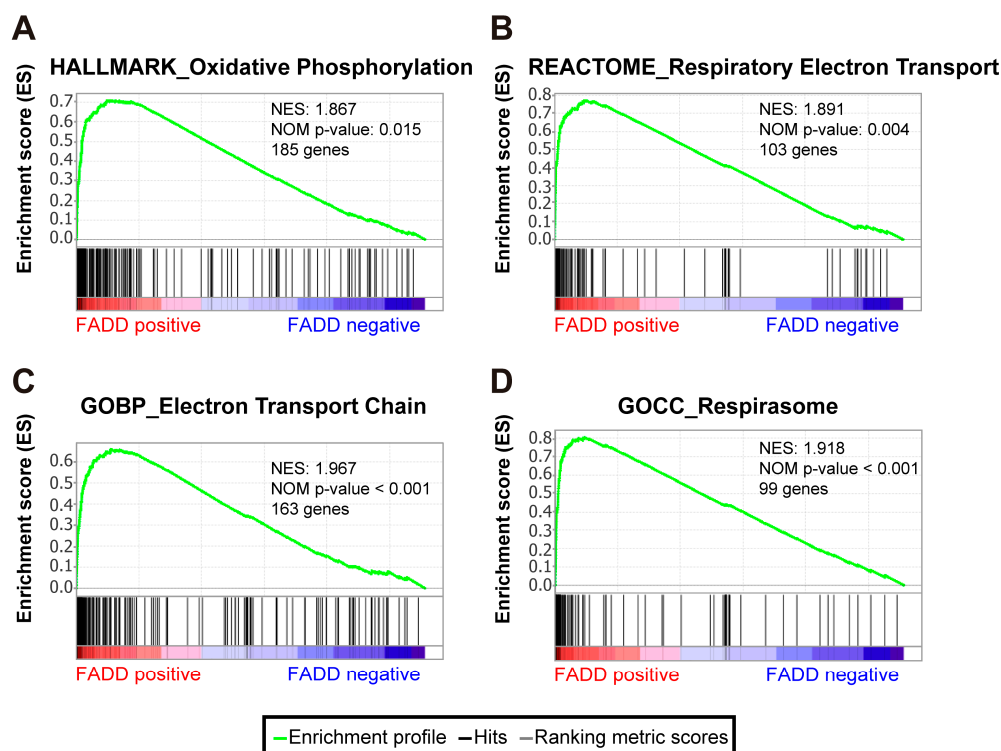 A
HALLMARK_Oxidative Phosphorylation
Enrichment score (ES)
0.7
0.6
0.5
0.4
0.3
0.2
0.1
0.0
NES: 1.867
NOM p-value: 0.015
185 genes
FADD positive
FADD negative
B
REACTOME_Respiratory Electron Transport
Enrichment score (ES)
0.8
0.7
0.6
0.5
0.4
0.3
0.2
0.1
0.0
NES: 1.891
NOM p-value: 0.004
103 genes
FADD positive
FADD negative
C
GOBP_Electron Transport Chain
Enrichment score (ES)
0.6
0.5
0.4
0.3
0.2
0.1
0.0
NES: 1.967
NOM p-value < 0.001
163 genes
FADD positive
FADD negative
D
GOCC_Respirasome
Enrichment score (ES)
0.8
0.7
0.6
0.5
0.4
0.3
0.2
0.1
0.0
NES: 1.918
NOM p-value < 0.001
99 genes
FADD positive
FADD negative
Enrichment profile Hits Ranking metric scores